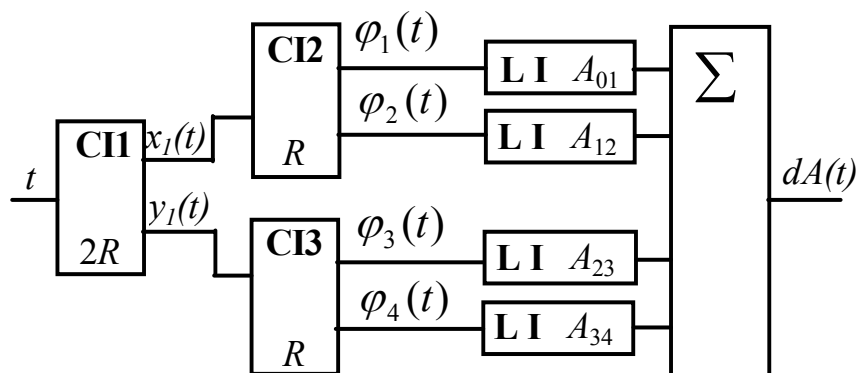 t
CI1
2R
x₁(t)
y₁(t)
CI2
R
CI3
R
φ₁(t)
φ₂(t)
φ₃(t)
φ₄(t)
L I A₀₁
L I A₁₂
L I A₂₃
L I A₃₄
∑
dA(t)